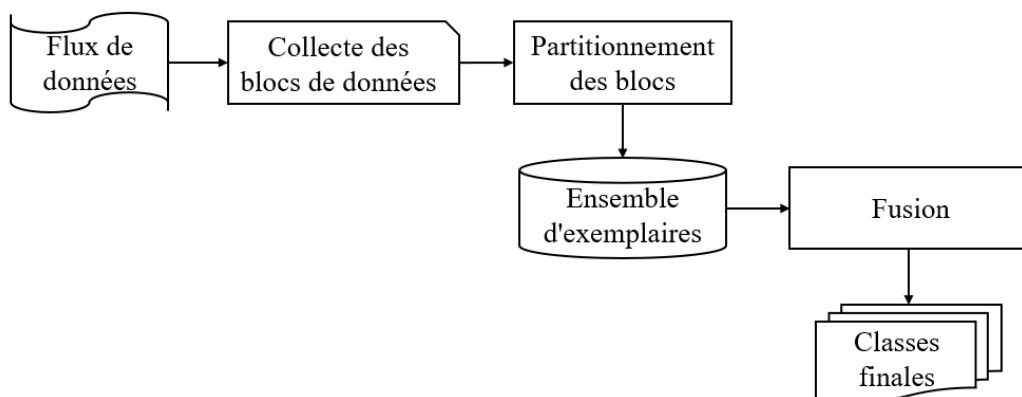 Flux de
données
Collecte des
blocs de données
Partitionnement
des blocs
Ensemble
d'exemplaires
Fusion
Classes
finales